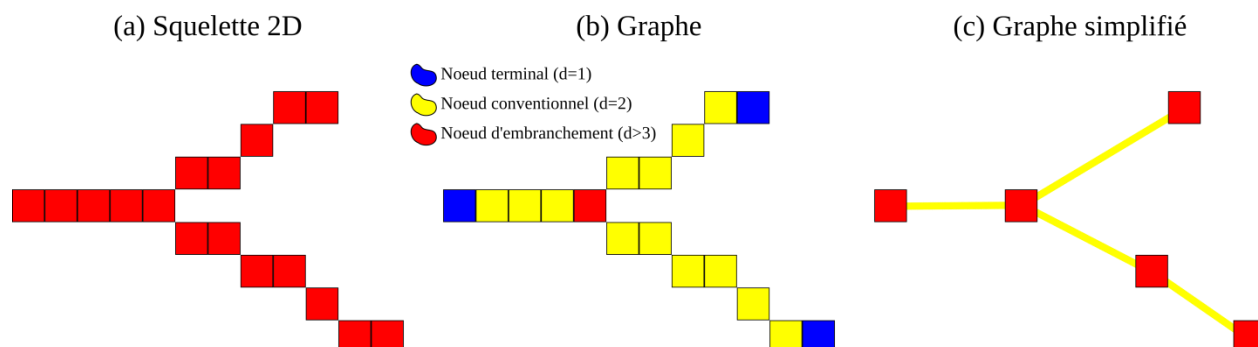 (a) Squelette 2D
(b) Graphe
(c) Graphe simplifié
Noeud terminal (d=1)
Noeud conventionnel (d=2)
Noeud d'embranchement (d>3)